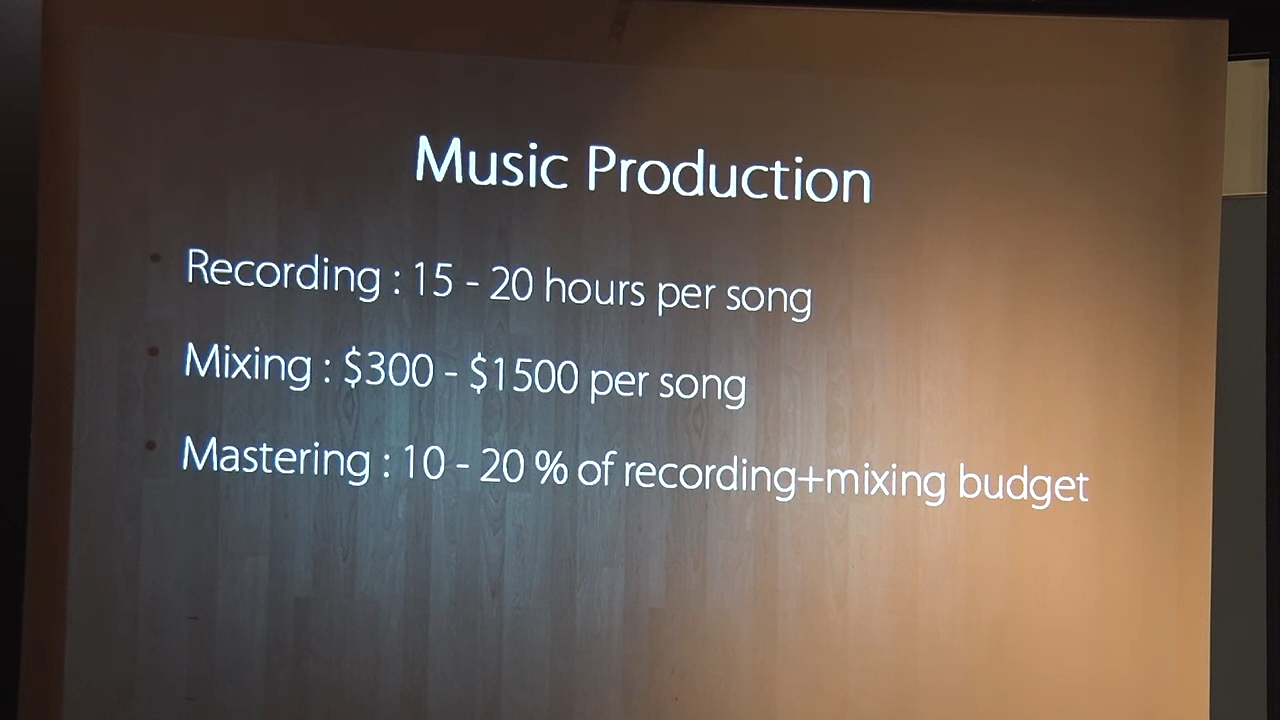 Music Production
• Recording : 15 - 20 hours per song
• Mixing : $300 - $1500 per song
• Mastering : 10 - 20 % of recording+mixing budget